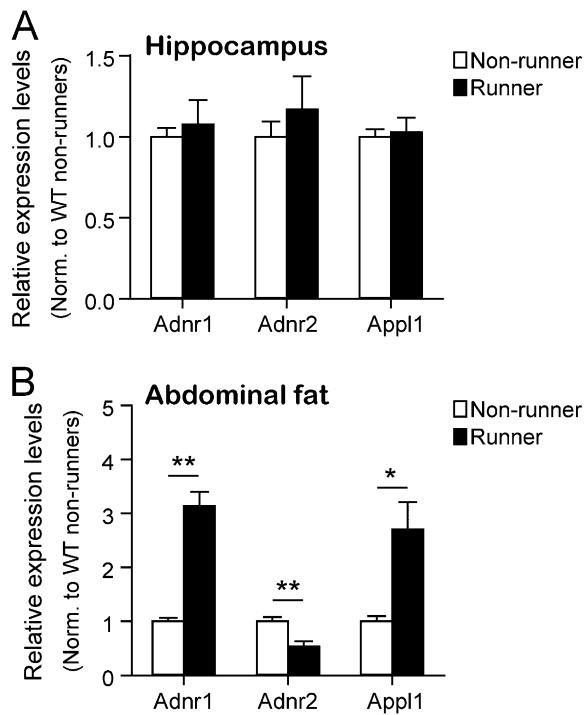 A
Hippocampus
Non-runner
Runner
Relative expression levels
(Norm. to WT non-runners)
1.5
1.0
0.5
0.0
Adnr1 Adnr2 Appl1
B
Abdominal fat
Non-runner
Runner
Relative expression levels
(Norm. to WT non-runners)
5
4
3
2
1
0
** ** *
Adnr1 Adnr2 Appl1